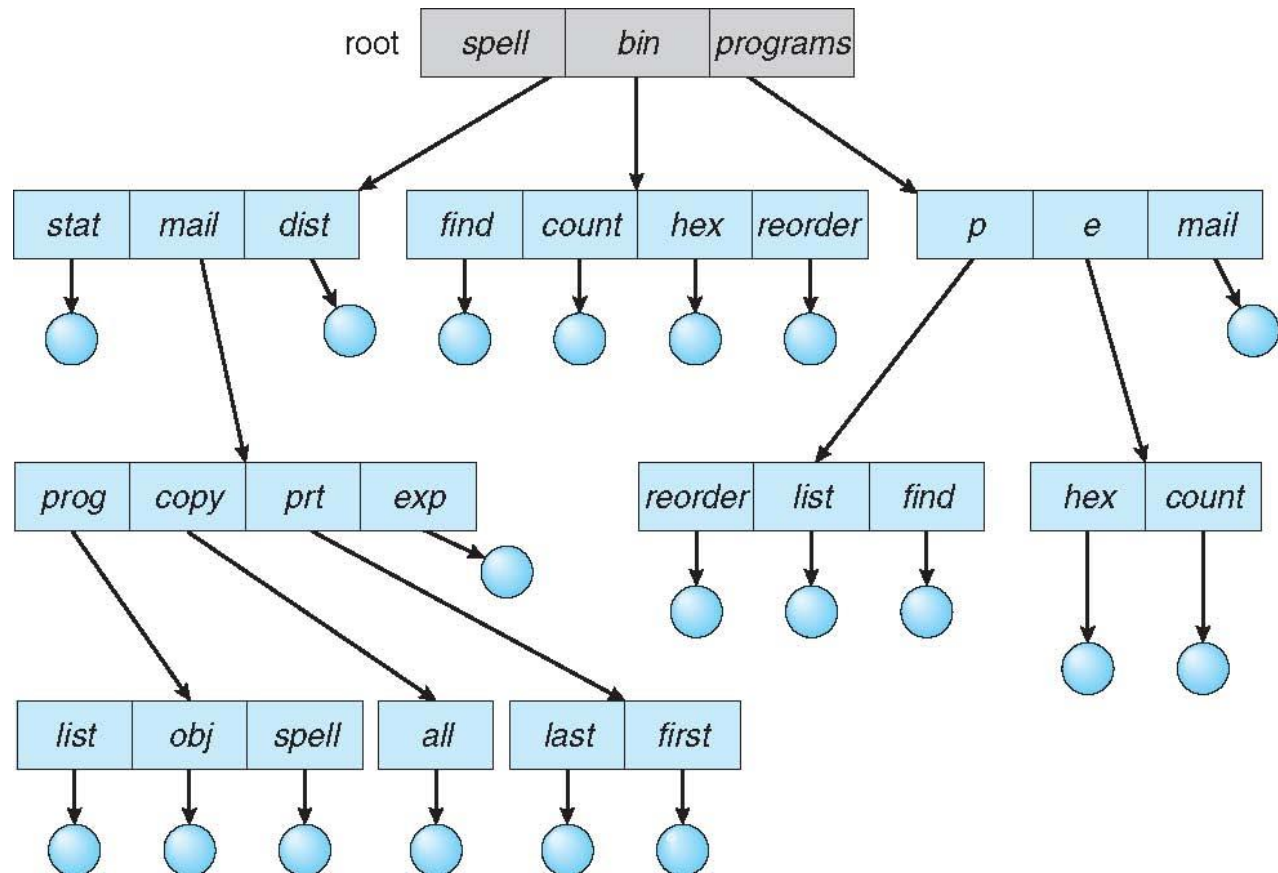 root spell bin programs
stat mail dist find count hex reorder p e mail
prog copy prt exp reorder list find hex count
list obj spell all last first